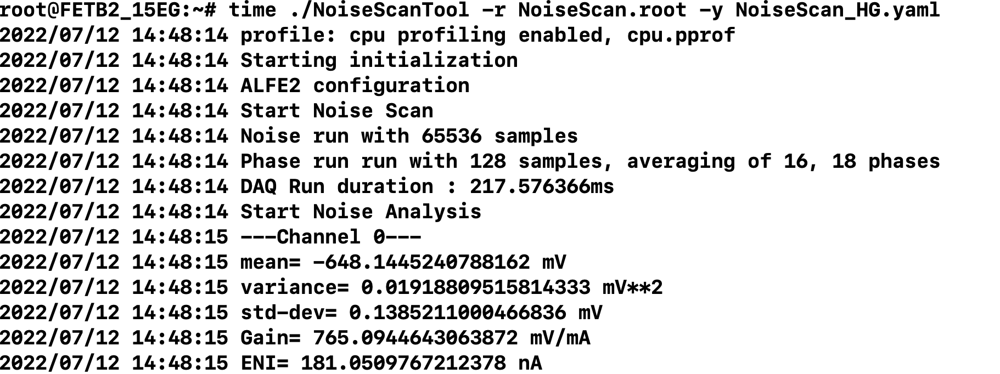 root@FETB2_15EG:~# time ./NoiseScanTool -r NoiseScan.root -y NoiseScan_HG.yaml
2022/07/12 14:48:14 profile: cpu profiling enabled, cpu.pprof
2022/07/12 14:48:14 Starting initialization
2022/07/12 14:48:14 ALFE2 configuration
2022/07/12 14:48:14 Start Noise Scan
2022/07/12 14:48:14 Noise run with 65536 samples
2022/07/12 14:48:14 Phase run run with 128 samples, averaging of 16, 18 phases
2022/07/12 14:48:14 DAQ Run duration : 217.576366ms
2022/07/12 14:48:14 Start Noise Analysis
2022/07/12 14:48:15 ---Channel 0---
2022/07/12 14:48:15 mean= -648.1445240788162 mV
2022/07/12 14:48:15 variance= 0.01918809515814333 mV**2
2022/07/12 14:48:15 std-dev= 0.1385211000466836 mV
2022/07/12 14:48:15 Gain= 765.0944643063872 mV/mA
2022/07/12 14:48:15 ENI= 181.0509767212378 nA